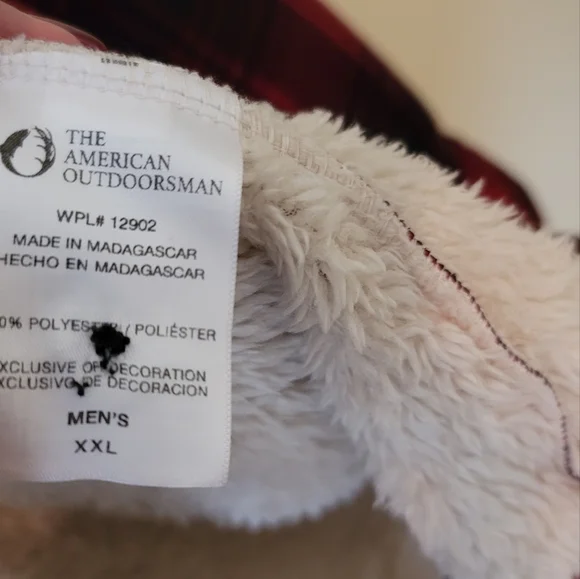 THE
AMERICAN
OUTDOORSMAN
WPL# 12902
MADE IN MADAGASCAR
HECHO EN MADAGASCAR
0% POLYESTER / POLIÉSTER
XCLUSIVE OF DECORATION
XCLUSIVO DE DECORACION
MEN'S
XXL